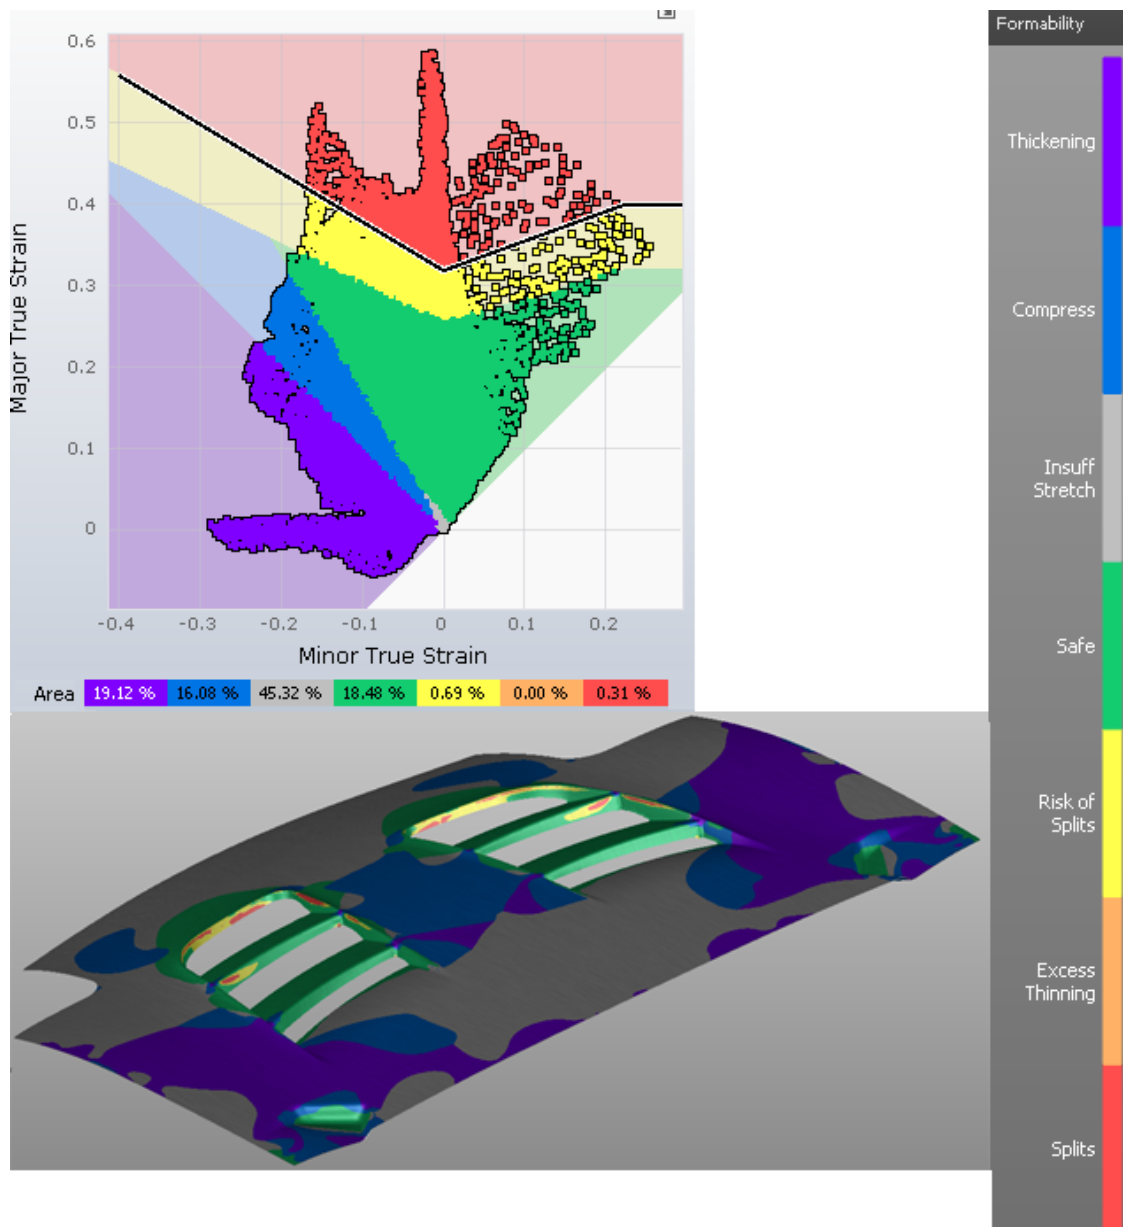 Formability
0.6
0.5
0.4
0.3
0.2
0.1
0
Major True Strain
-0.4 -0.3 -0.2 -0.1 0 0.1 0.2
Minor True Strain
Area 19.12 % 16.08 % 45.32 % 18.48 % 0.69 % 0.00 % 0.31 %
Thickening
Compress
Insuff
Stretch
Safe
Risk of
Splits
Excess
Thinning
Splits